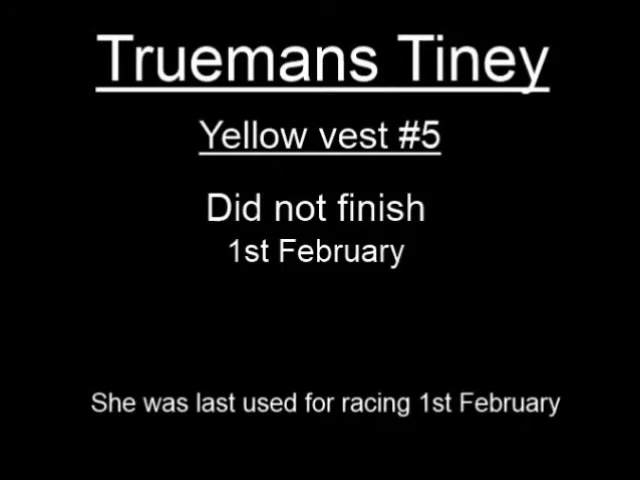 Truemans Tiney
Yellow vest #5
Did not finish
1st February
She was last used for racing 1st February